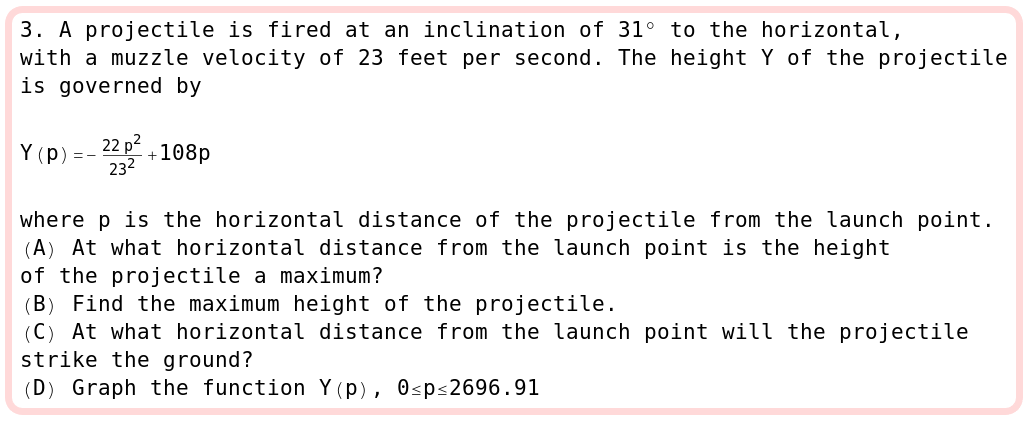 3. A projectile is fired at an inclination of 31° to the horizontal,
with a muzzle velocity of 23 feet per second. The height Y of the projectile
is governed by
Y(p)=-\frac{22 p^2}{23^2}+108p
where p is the horizontal distance of the projectile from the launch point.
(A) At what horizontal distance from the launch point is the height
of the projectile a maximum?
(B) Find the maximum height of the projectile.
(C) At what horizontal distance from the launch point will the projectile
strike the ground?
(D) Graph the function Y(p), 0≤p≤2696.91